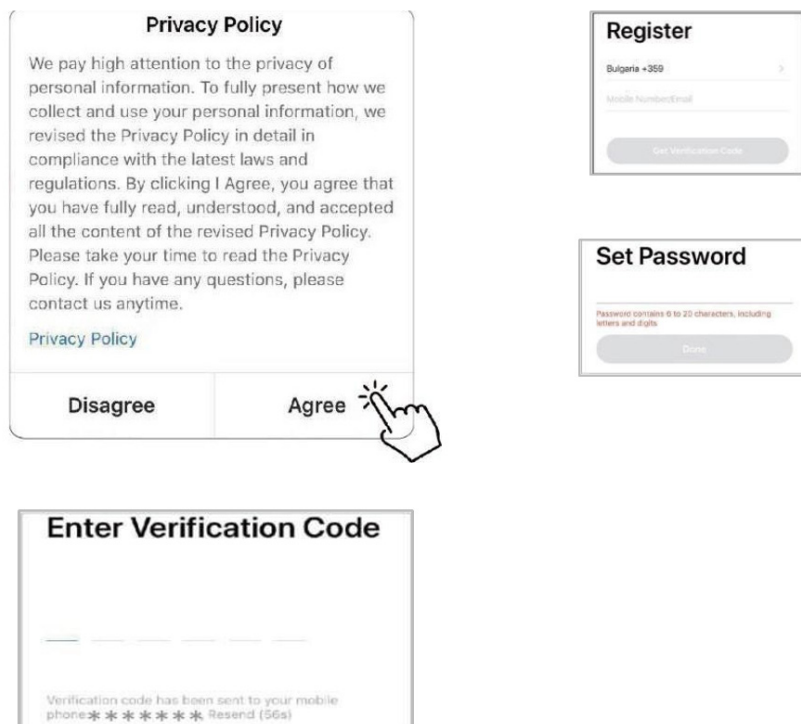 Privacy Policy
We pay high attention to the privacy of
personal information. To fully present how we
collect and use your personal information, we
revised the Privacy Policy in detail in
compliance with the latest laws and
regulations. By clicking I Agree, you agree that
you have fully read, understood, and accepted
all the content of the revised Privacy Policy.
Please take your time to read the Privacy
Policy. If you have any questions, please
contact us anytime.
Privacy Policy
Disagree
Agree
Register
Bulgaria +359
Mobile Number/Email
Get Verification Code
Set Password
Password contains 6 to 20 characters, including
letters and digits
Done
Enter Verification Code
Verification code has been sent to your mobile
phone******* Resend (56s)